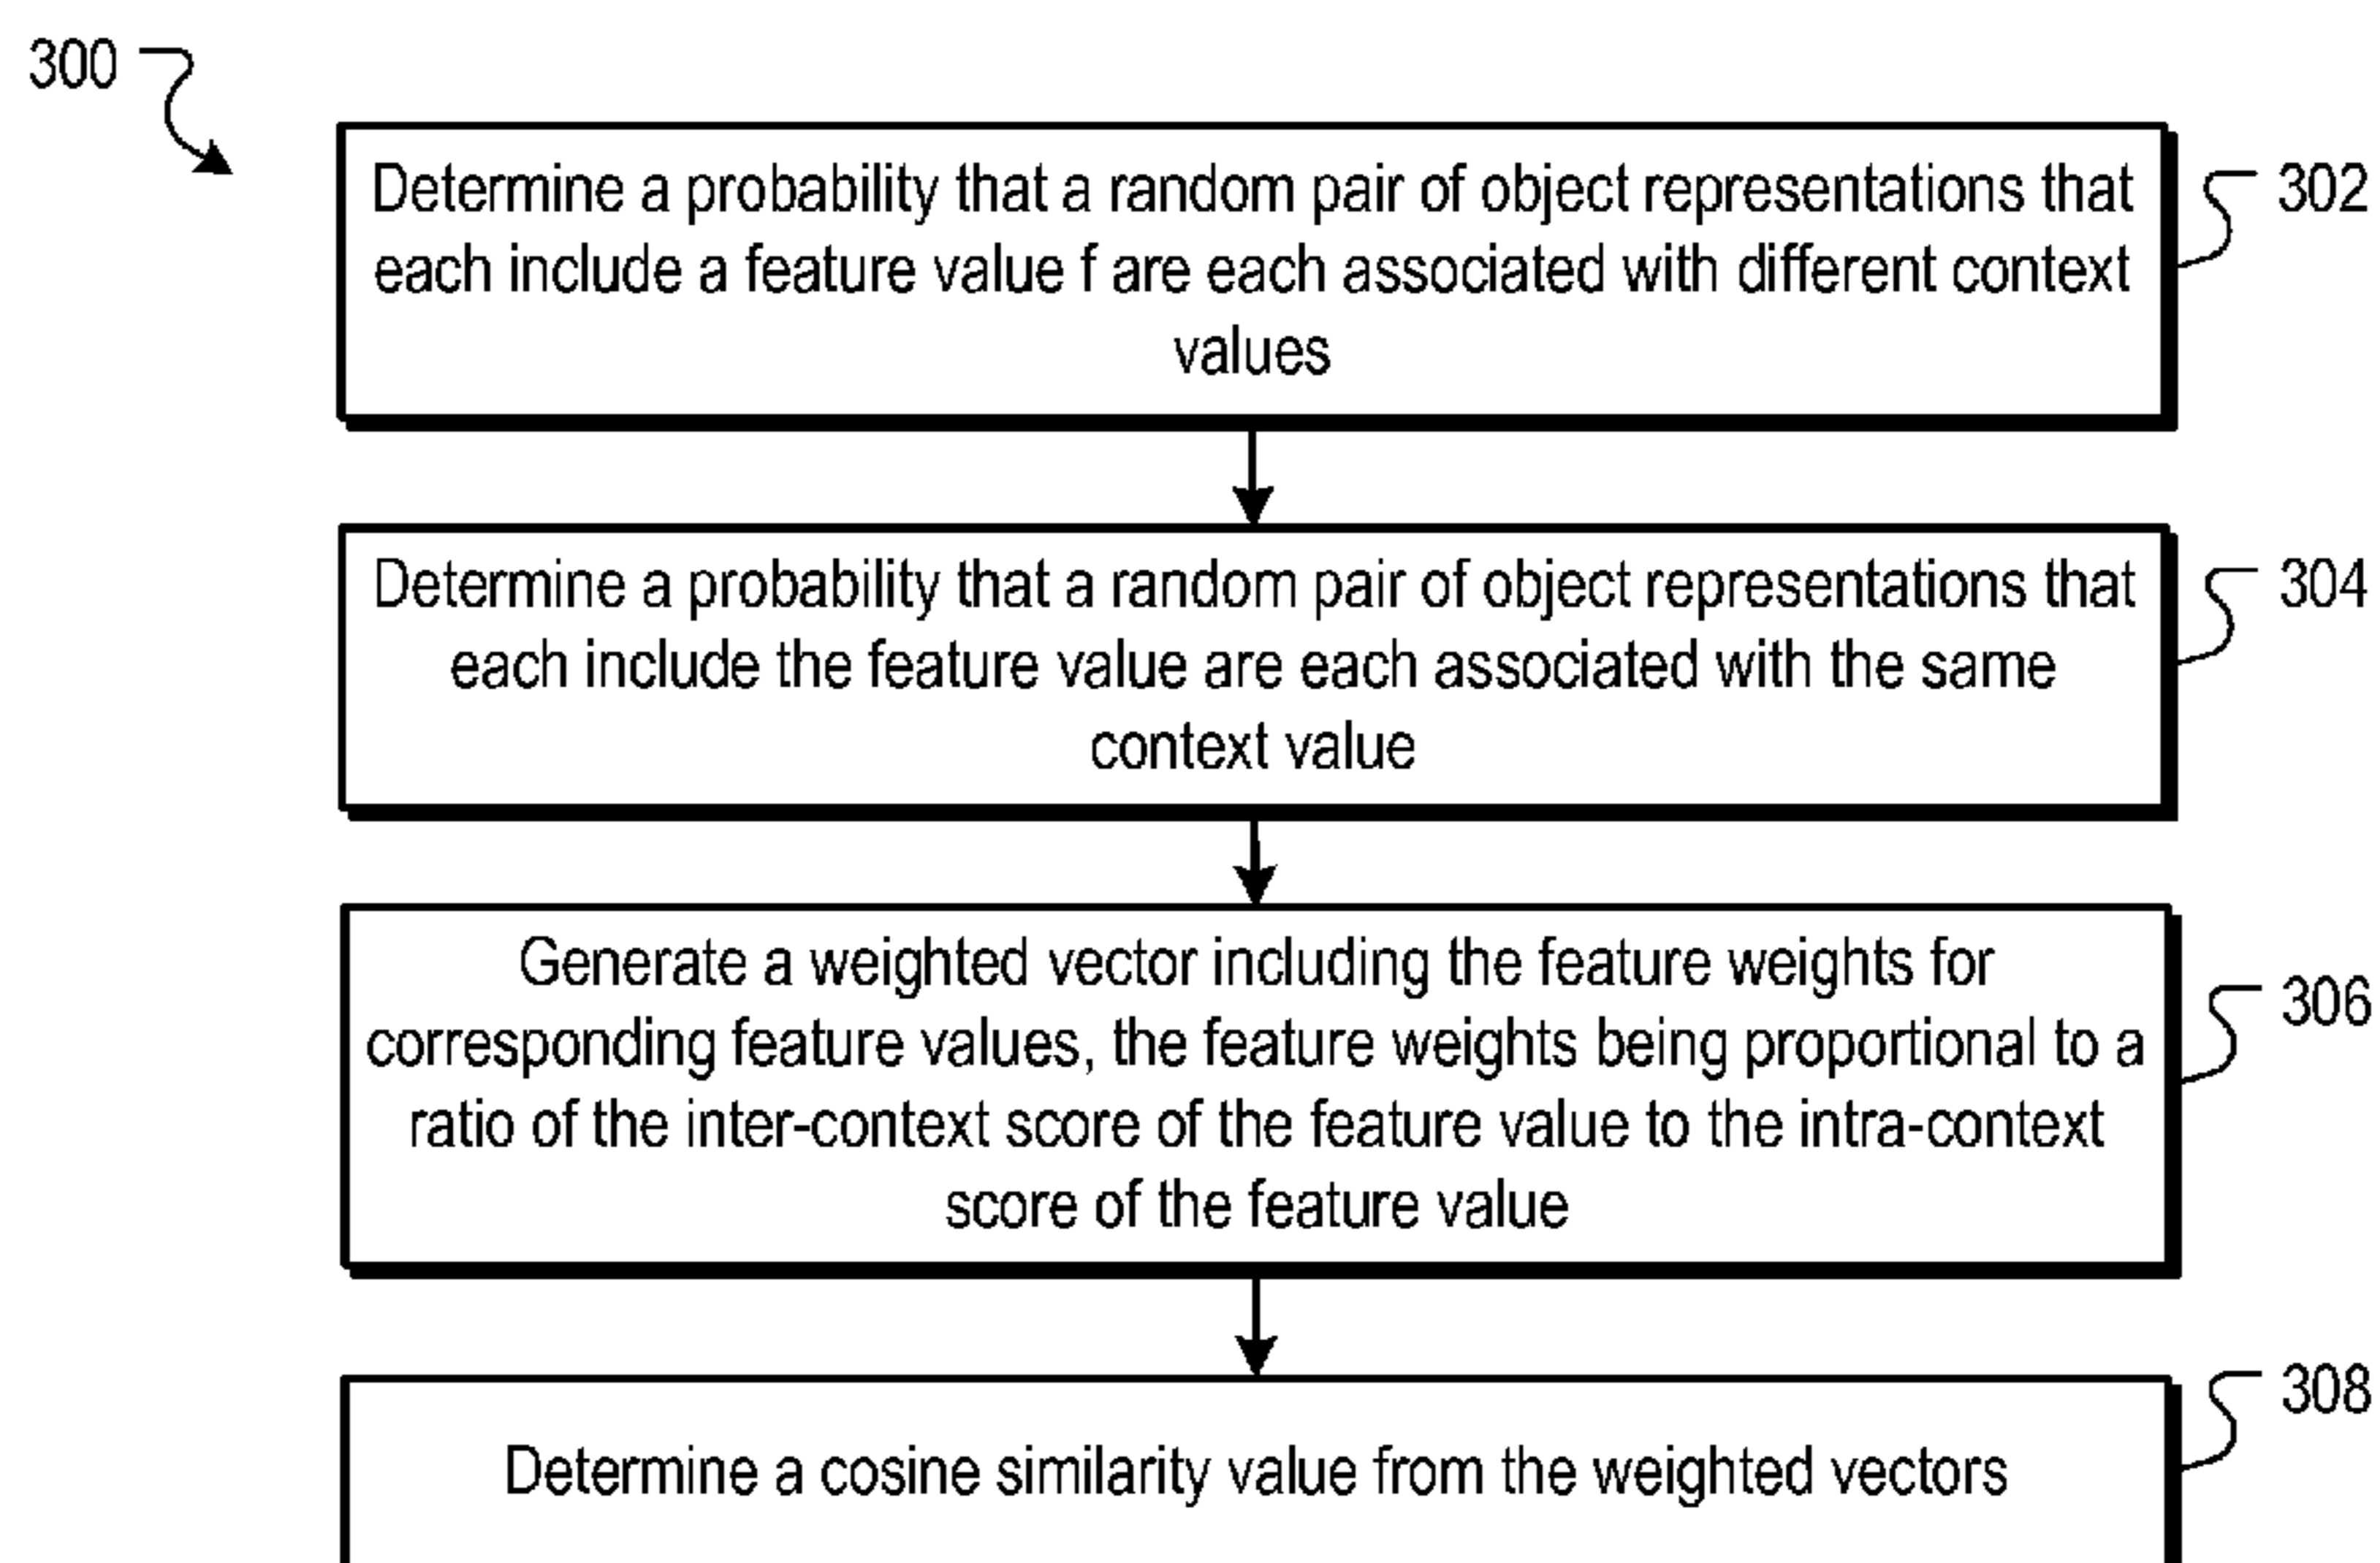 300
Determine a probability that a random pair of object representations that
each include a feature value f are each associated with different context
values
302
Determine a probability that a random pair of object representations that
each include the feature value are each associated with the same
context value
304
Generate a weighted vector including the feature weights for
corresponding feature values, the feature weights being proportional to a
ratio of the inter-context score of the feature value to the intra-context
score of the feature value
306
Determine a cosine similarity value from the weighted vectors
308